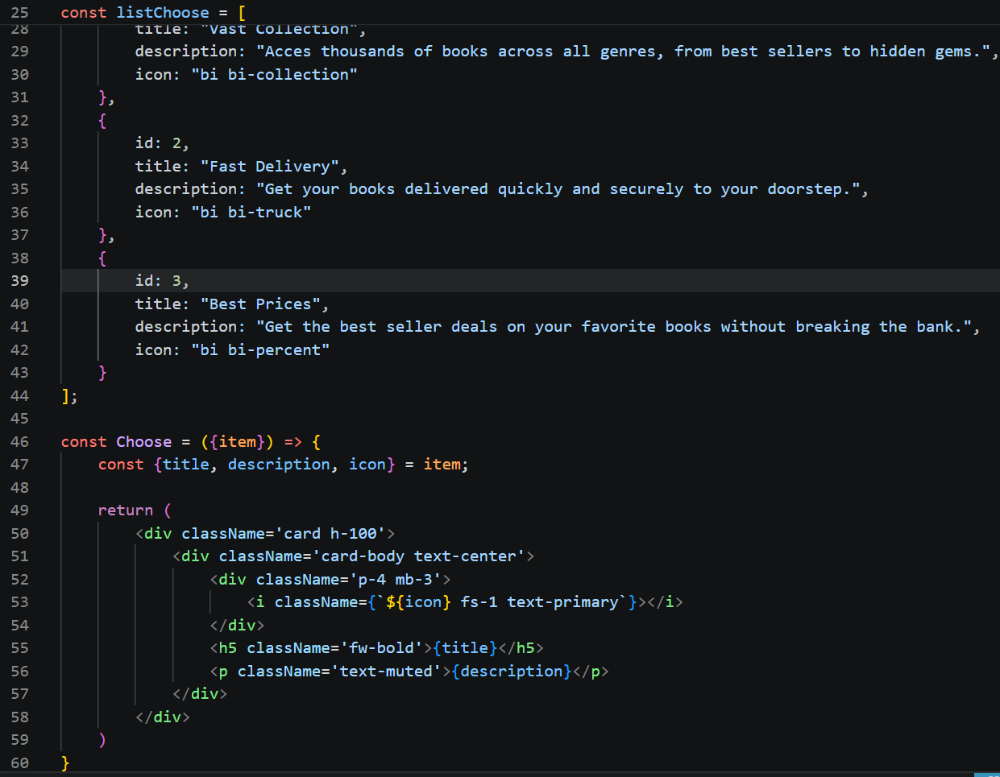 25 const listChoose = [
28 title: "Vast Collection",
29 description: "Acces thousands of books across all genres, from best sellers to hidden gems.",
30 icon: "bi bi-collection"
31 },
32 {
33 id: 2,
34 title: "Fast Delivery",
35 description: "Get your books delivered quickly and securely to your doorstep.",
36 icon: "bi bi-truck"
37 },
38 {
39 id: 3,
40 title: "Best Prices",
41 description: "Get the best seller deals on your favorite books without breaking the bank.",
42 icon: "bi bi-percent"
43 }
44 ];
45
46 const Choose = ({item}) => {
47 const {title, description, icon} = item;
48
49 return (
50 <div className='card h-100'>
51 <div className='card-body text-center'>
52 <div className='p-4 mb-3'>
53 <i className={`${icon} fs-1 text-primary`}></i>
54 </div>
55 <h5 className='fw-bold'>{title}</h5>
56 <p className='text-muted'>{description}</p>
57 </div>
58 </div>
59 )
60 }